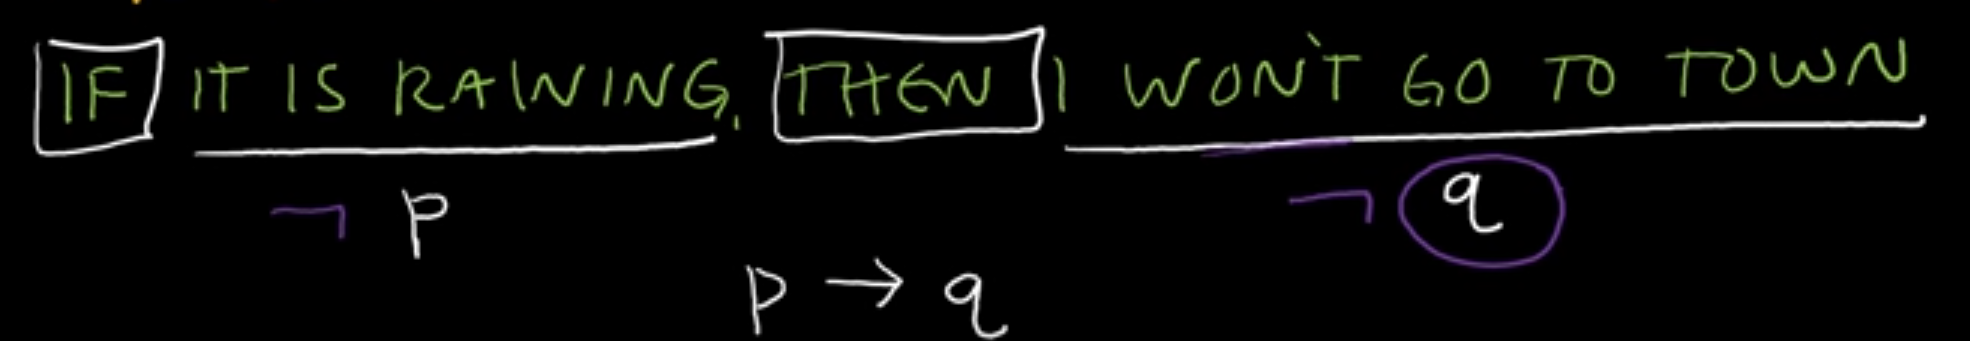 IF IT IS RAINING, THEN I WON'T GO TO TOWN
¬ p ¬ q
p → q